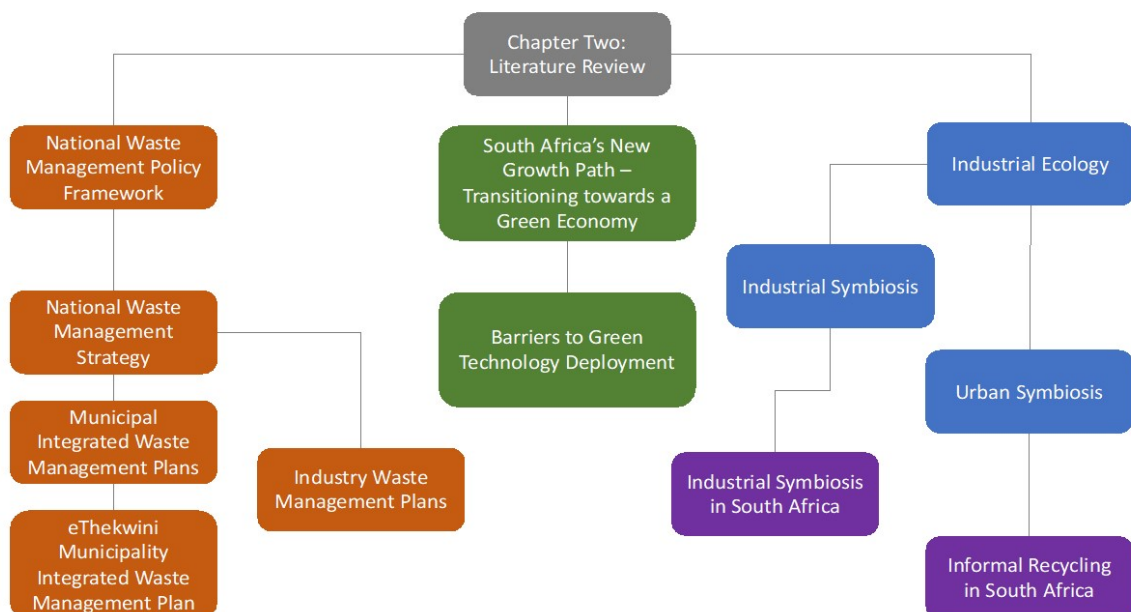 Chapter Two:
Literature Review
National Waste
Management Policy
Framework
South Africa’s New
Growth Path –
Transitioning towards a
Green Economy
Industrial Ecology
National Waste
Management
Strategy
Barriers to Green
Technology Deployment
Industrial Symbiosis
Municipal
Integrated Waste
Management Plans
Urban Symbiosis
Industry Waste
Management Plans
Industrial Symbiosis
in South Africa
eThekwini
Municipality
Integrated Waste
Management Plan
Informal Recycling
in South Africa